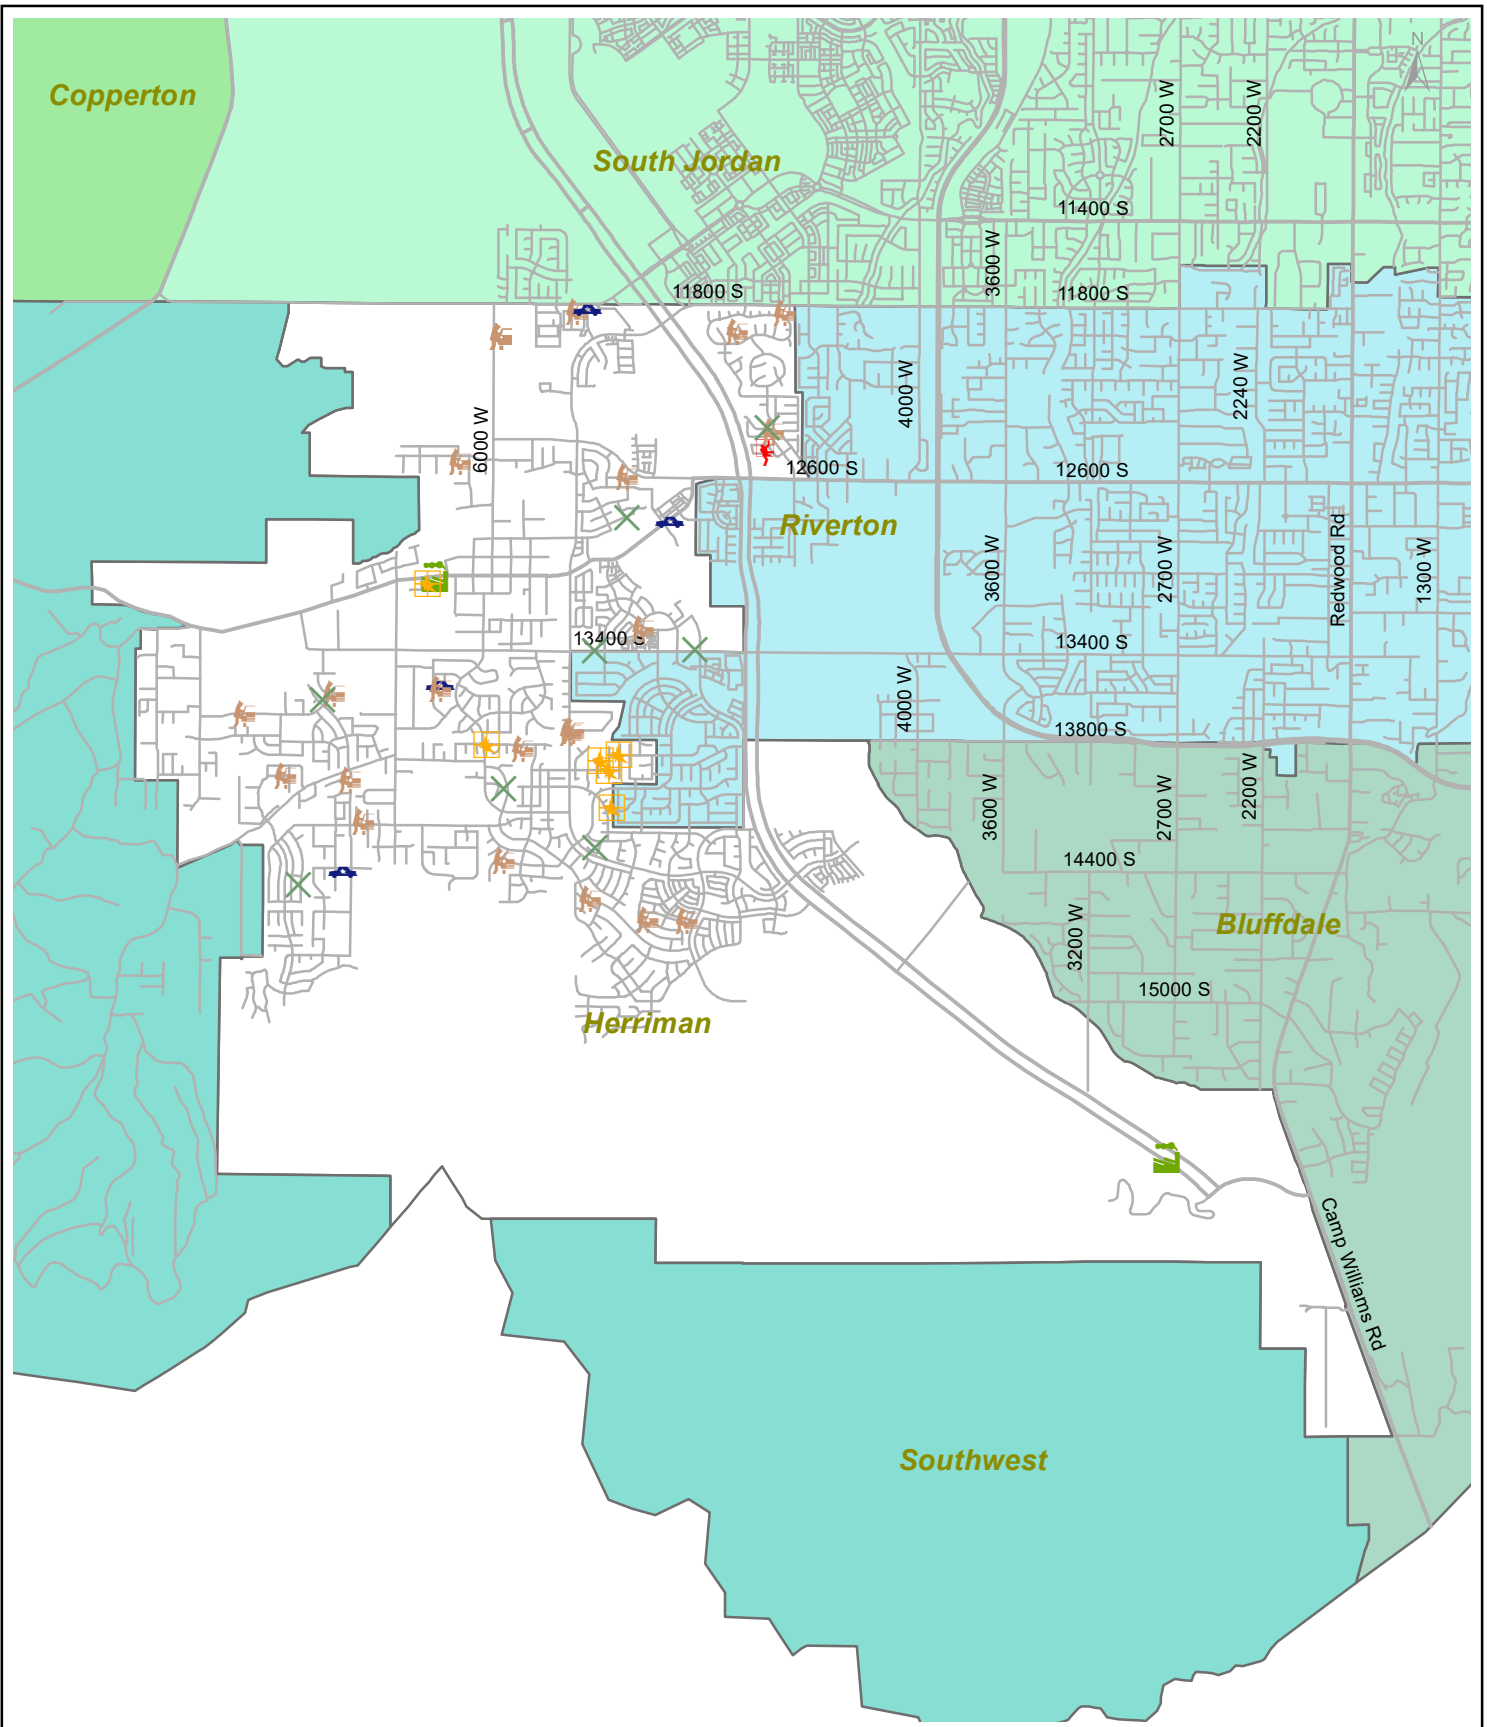 N
Copperton
2700 W
2200 W
South Jordan
11400 S
3600 W
11800 S
11800 S
4000 W
2240 W
6000 W
12600 S
12600 S
Riverton
3600 W
2700 W
Redwood Rd
1300 W
13400 S
13400 S
4000 W
13800 S
3600 W
2700 W
2200 W
14400 S
3200 W
Bluffdale
15000 S
Herriman
Camp Williams Rd
Southwest